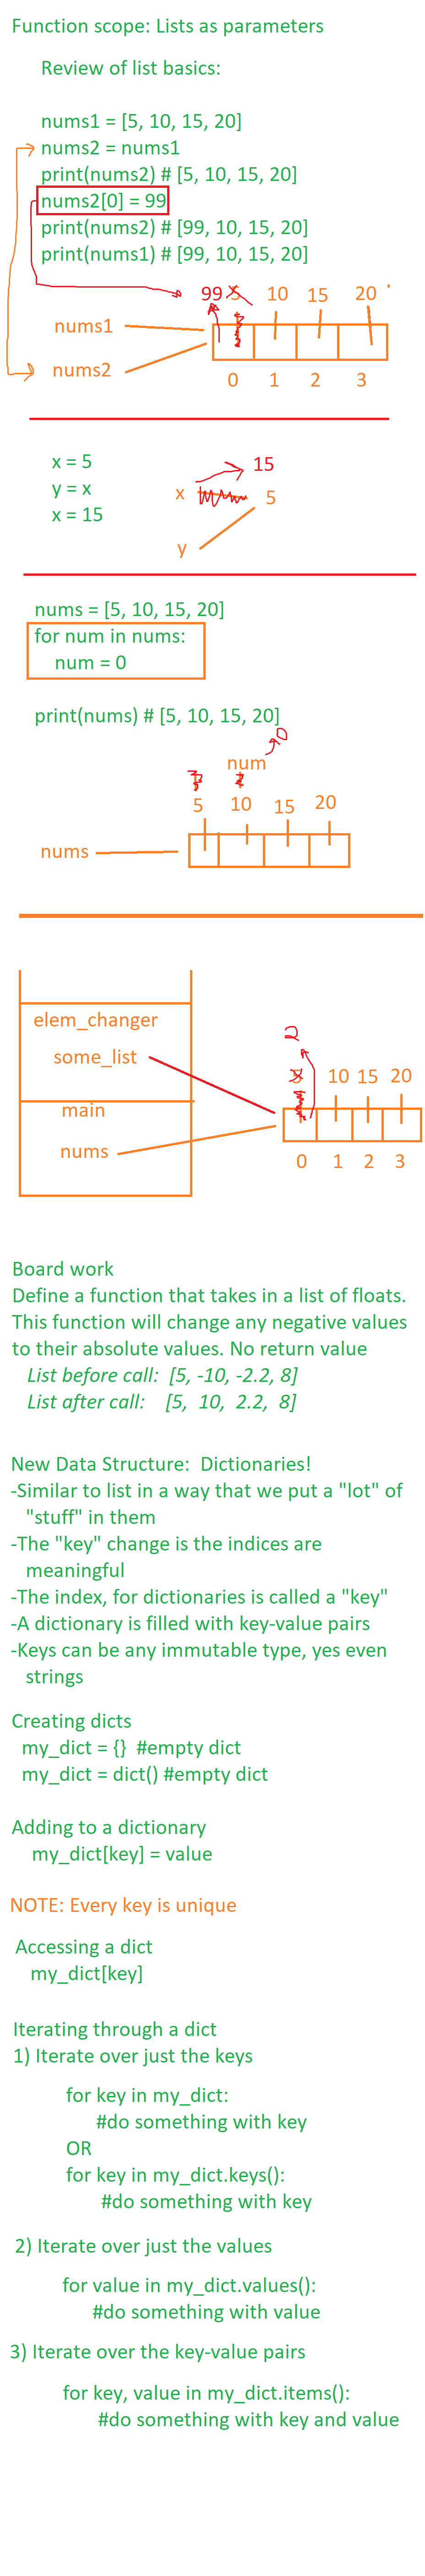 Function scope: Lists as parameters
Review of list basics:
nums1 = [5, 10, 15, 20]
nums2 = nums1
print(nums2) # [5, 10, 15, 20]
nums2[0] = 99
print(nums2) # [99, 10, 15, 20]
print(nums1) # [99, 10, 15, 20]
99 5 10 15 20
nums1
nums2
0 1 2 3
x = 5
y = x
x = 15
15
x 5
y
nums = [5, 10, 15, 20]
for num in nums:
num = 0
print(nums) # [5, 10, 15, 20]
0
num
5 10 15 20
nums
elem_changer
some_list
main
nums
2
5 10 15 20
0 1 2 3
Board work
Define a function that takes in a list of floats.
This function will change any negative values
to their absolute values. No return value
List before call: [5, -10, -2.2, 8]
List after call: [5, 10, 2.2, 8]
New Data Structure: Dictionaries!
-Similar to list in a way that we put a "lot" of
"stuff" in them
-The "key" change is the indices are
meaningful
-The index, for dictionaries is called a "key"
-A dictionary is filled with key-value pairs
-Keys can be any immutable type, yes even
strings
Creating dicts
my_dict = {} #empty dict
my_dict = dict() #empty dict
Adding to a dictionary
my_dict[key] = value
NOTE: Every key is unique
Accessing a dict
my_dict[key]
Iterating through a dict
1) Iterate over just the keys
for key in my_dict:
#do something with key
OR
for key in my_dict.keys():
#do something with key
2) Iterate over just the values
for value in my_dict.values():
#do something with value
3) Iterate over the key-value pairs
for key, value in my_dict.items():
#do something with key and value